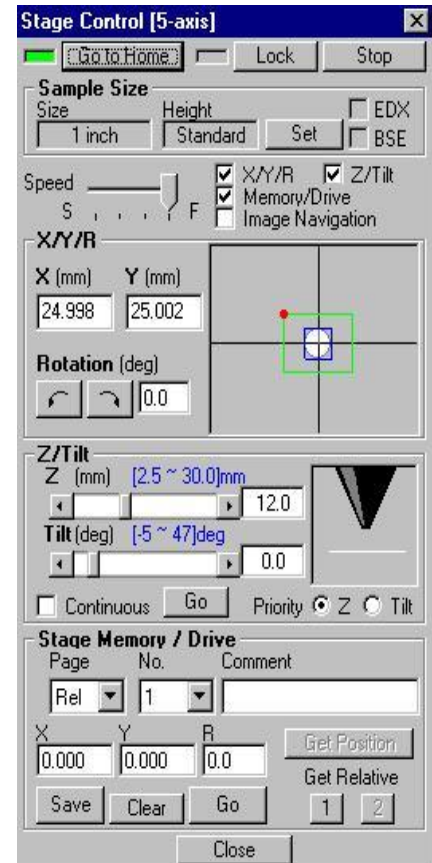 Stage Control [5-axis]
Go to Home Lock Stop
Sample Size
Size Height EDX
1 inch Standard Set BSE
Speed X/Y/R Z/Tilt
Memory/Drive
S F Image Navigation
X/Y/R
X (mm) Y (mm)
24.998 25.002
Rotation (deg)
0.0
Z/Tilt
Z (mm) [2.5 ~ 30.0]mm
12.0
Tilt (deg) [-5 ~ 47]deg
0.0
Continuous Go Priority Z Tilt
Stage Memory / Drive
Page No. Comment
Rel 1
X Y R
0.000 0.000 0.0 Get Position
Get Relative
Save Clear Go 1 2
Close